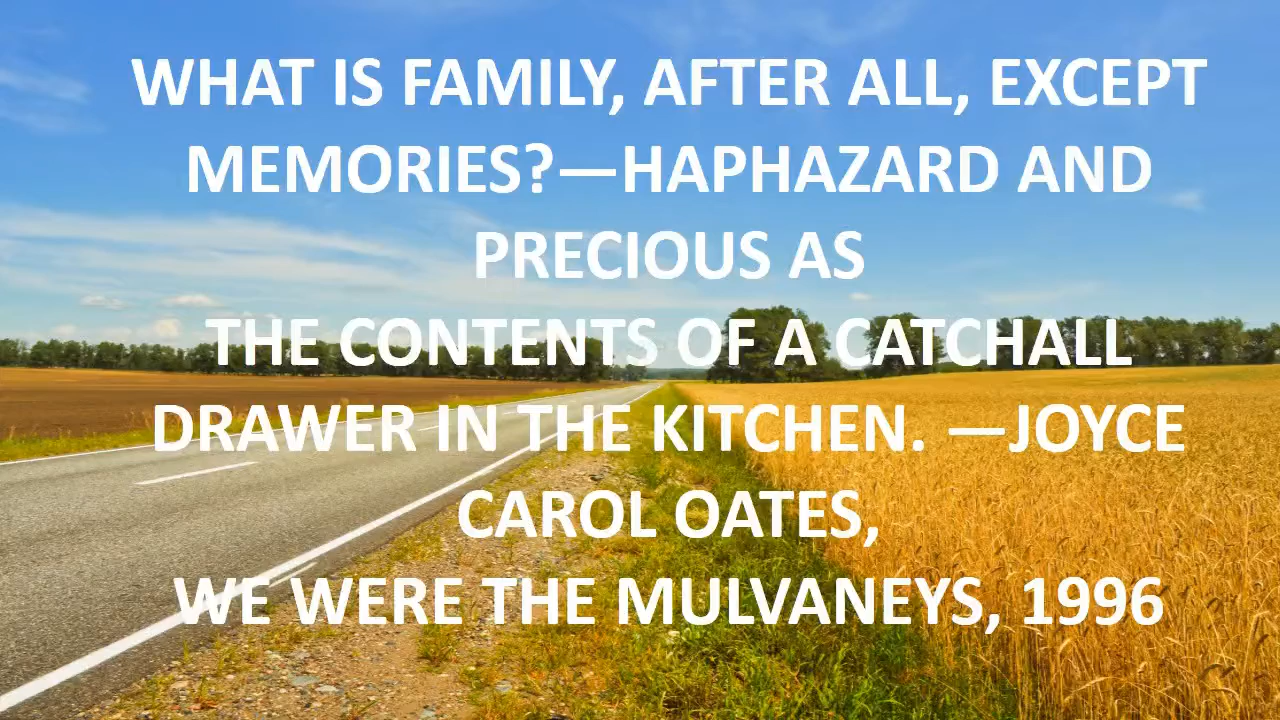 WHAT IS FAMILY, AFTER ALL, EXCEPT
MEMORIES?—HAPHAZARD AND
PRECIOUS AS
THE CONTENTS OF A CATCHALL
DRAWER IN THE KITCHEN. —JOYCE
CAROL OATES,
WE WERE THE MULVANEYS, 1996